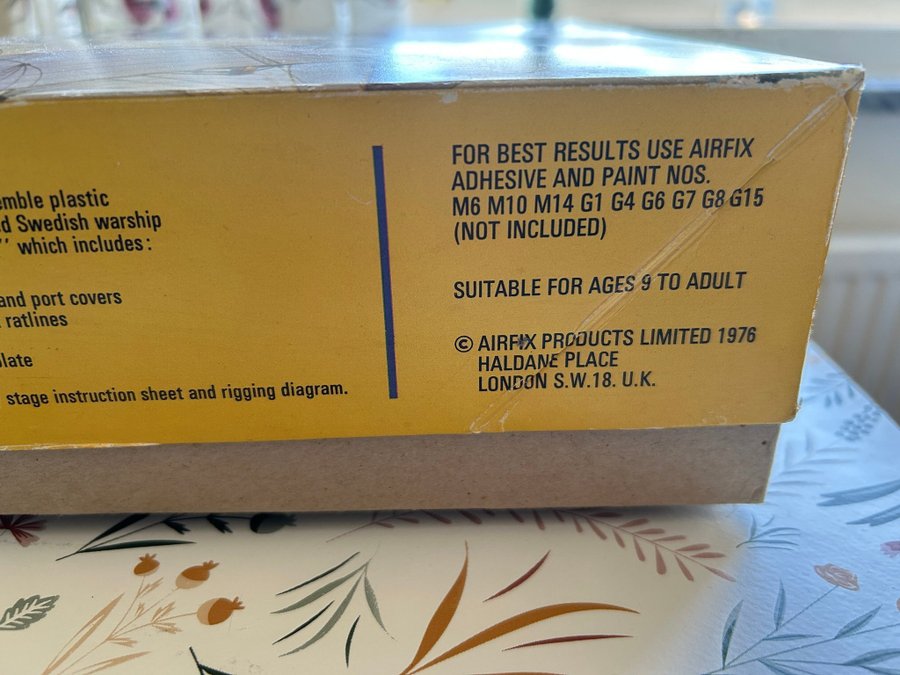 emble plastic
d Swedish warship
" which includes:
and port covers
ratlines
late
stage instruction sheet and rigging diagram.
FOR BEST RESULTS USE AIRFIX
ADHESIVE AND PAINT NOS.
M6 M10 M14 G1 G4 G6 G7 G8 G15
(NOT INCLUDED)
SUITABLE FOR AGES 9 TO ADULT
© AIRFIX PRODUCTS LIMITED 1976
HALDANE PLACE
LONDON S.W.18. U.K.